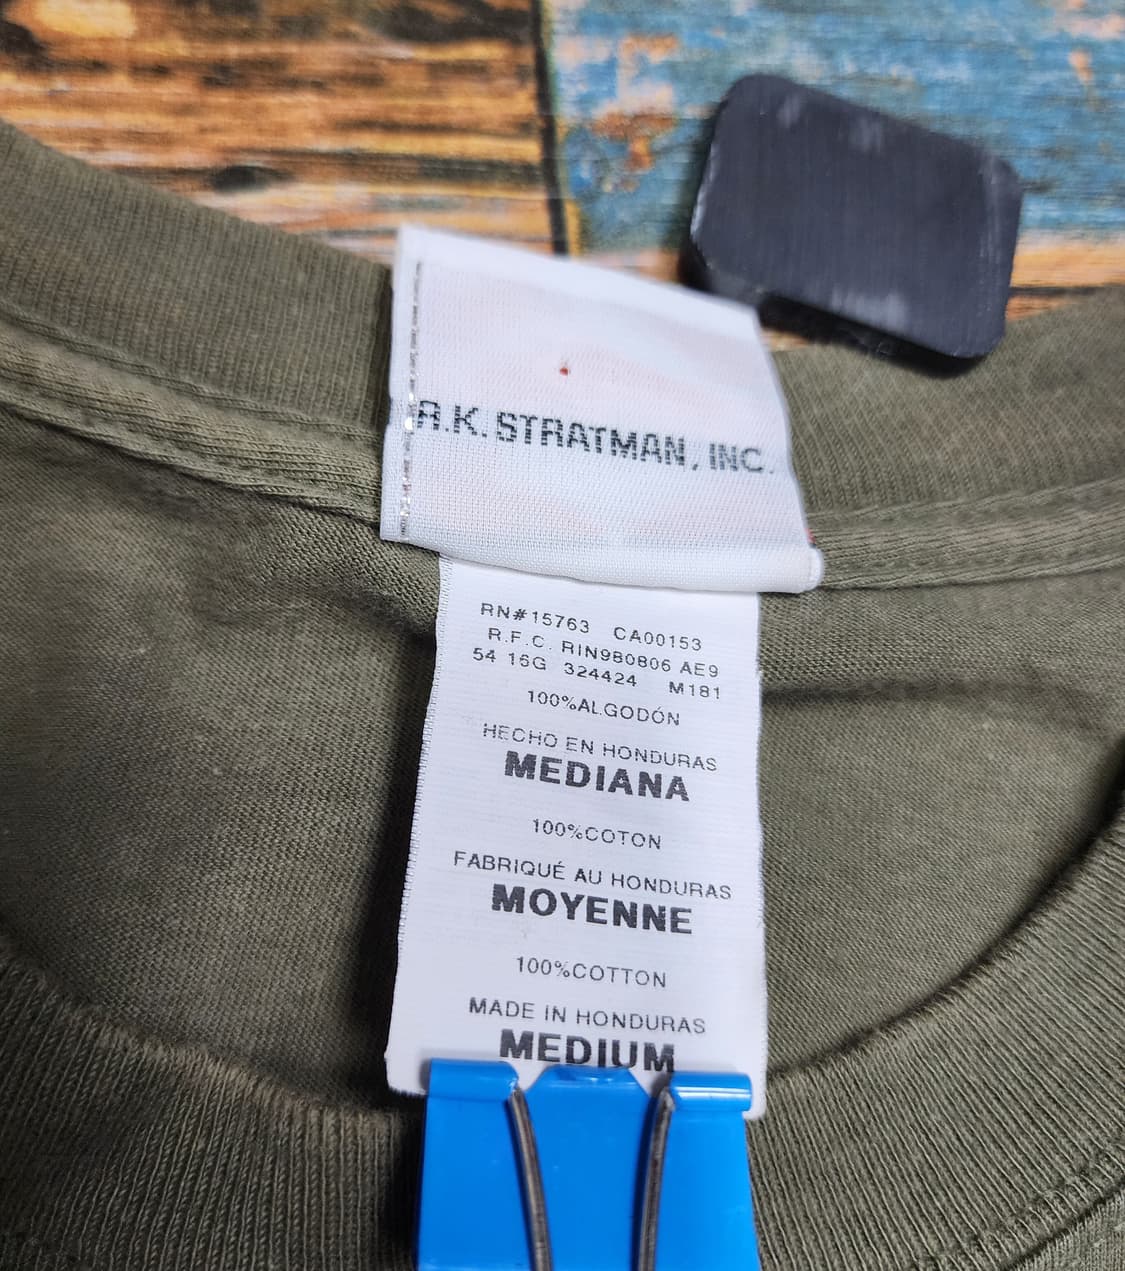 R.K. STRATMAN, INC.
RN#15763 CA00153
R.F.C. RIN980806 AE9
54 16G 324424 M181
100%ALGODÓN
HECHO EN HONDURAS
MEDIANA
100%COTON
FABRIQUÉ AU HONDURAS
MOYENNE
100%COTTON
MADE IN HONDURAS
MEDIUM